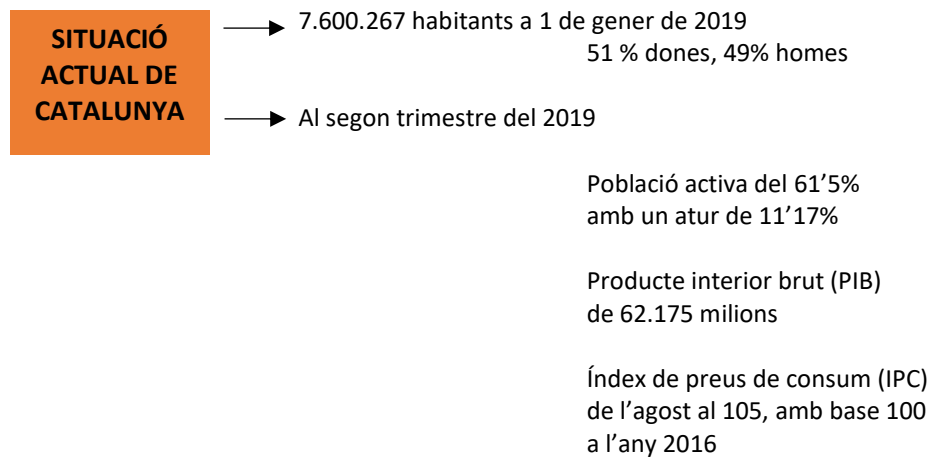 SITUACIÓ
ACTUAL DE
CATALUNYA
7.600.267 habitants a 1 de gener de 2019
51 % dones, 49% homes
Al segon trimestre del 2019
Població activa del 61’5%
amb un atur de 11’17%
Producte interior brut (PIB)
de 62.175 milions
Índex de preus de consum (IPC)
de l’agost al 105, amb base 100
a l’any 2016